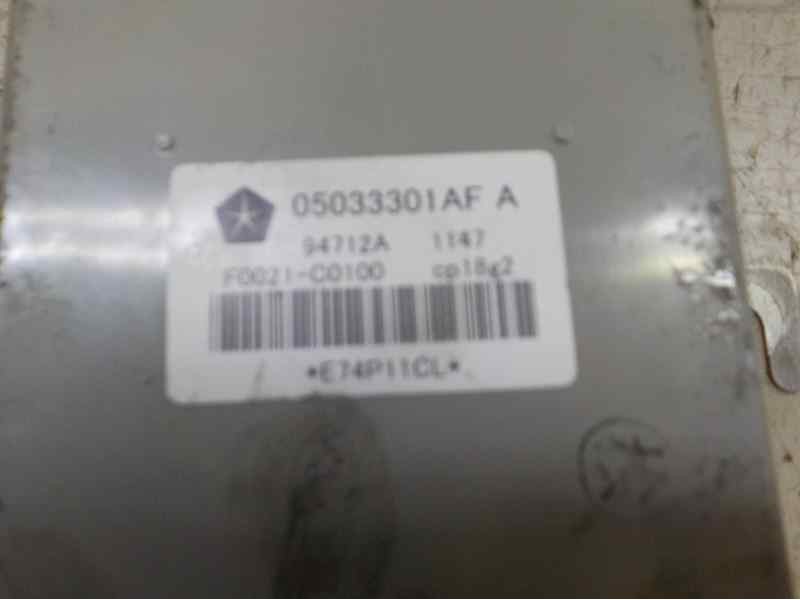 05033301AF A
94712A 1147
F0021-C0100 cp18g2
*E74P11CL*